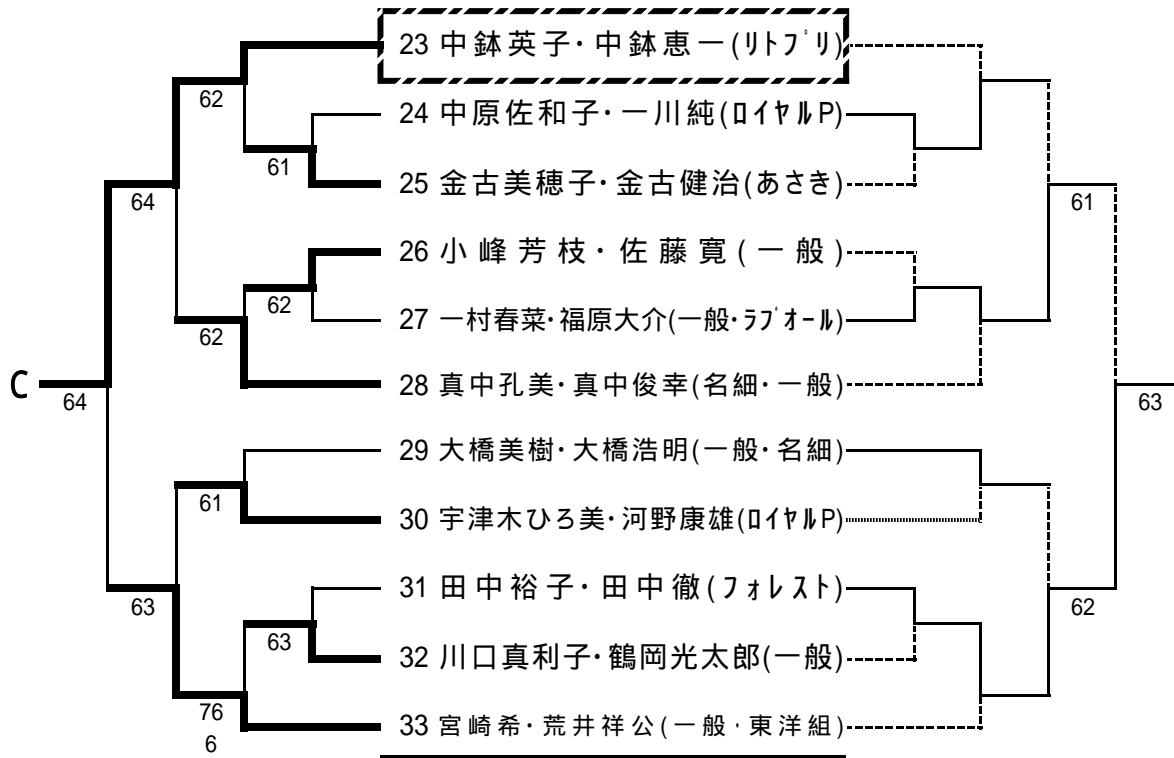 23 中鉢英子・中鉢恵一(リトプリ)
62
24 中原佐和子・一川純(ロイヤルP)
61
25 金古美穂子・金古健治(あさき)
64
61
26 小峰芳枝・佐藤寛(一般)
62
27 一村春菜・福原大介(一般・ラブオール)
62
28 真中孔美・真中俊幸(名細・一般)
C
64
63
29 大橋美樹・大橋浩明(一般・名細)
61
30 宇津木ひろ美・河野康雄(ロイヤルP)
31 田中裕子・田中徹(フォレスト)
63
62
63
32 川口真利子・鶴岡光太郎(一般)
76
33 宮崎希・荒井祥公(一般・東洋組)
6